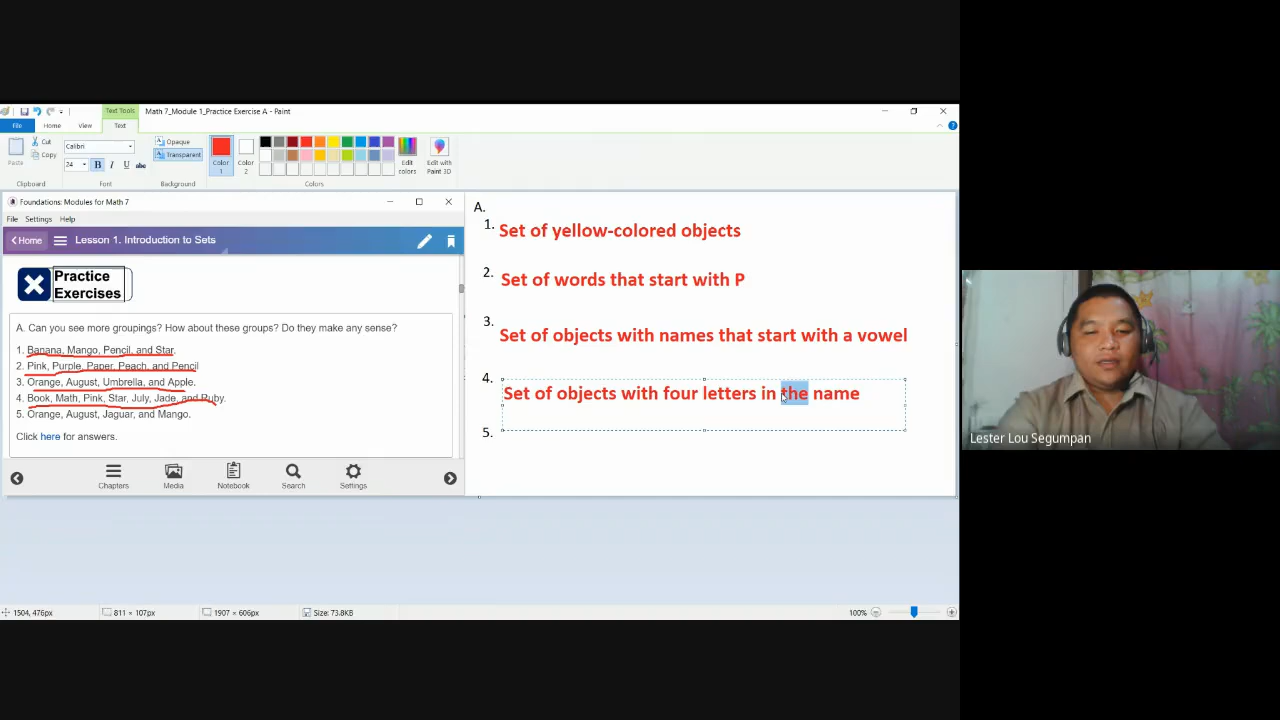 Text Tools
Math 7_Module 1_Practice Exercise A - Paint
File
Home
View
Text
Paste
Cut
Copy
Clipboard
Calibri
24
B
I
U
abc
Font
Opaque
Transparent
Background
Color
1
Color
2
Edit
colors
Edit with
Paint 3D
Colors
Foundations: Modules for Math 7
File Settings Help
Home
Lesson 1. Introduction to Sets
Practice
Exercises
A. Can you see more groupings? How about these groups? Do they make any sense?
1. Banana, Mango, Pencil, and Star.
2. Pink, Purple, Paper, Peach, and Pencil
3. Orange, August, Umbrella, and Apple.
4. Book, Math, Pink, Star, July, Jade, and Ruby.
5. Orange, August, Jaguar, and Mango.
Click here for answers.
Chapters
Media
Notebook
Search
Settings
A.
1. Set of yellow-colored objects
2. Set of words that start with P
3. Set of objects with names that start with a vowel
4. Set of objects with four letters in the name
5.
Lester Lou Segumpan
1504, 476px
811 × 107px
1907 × 606px
Size: 73.8KB
100%